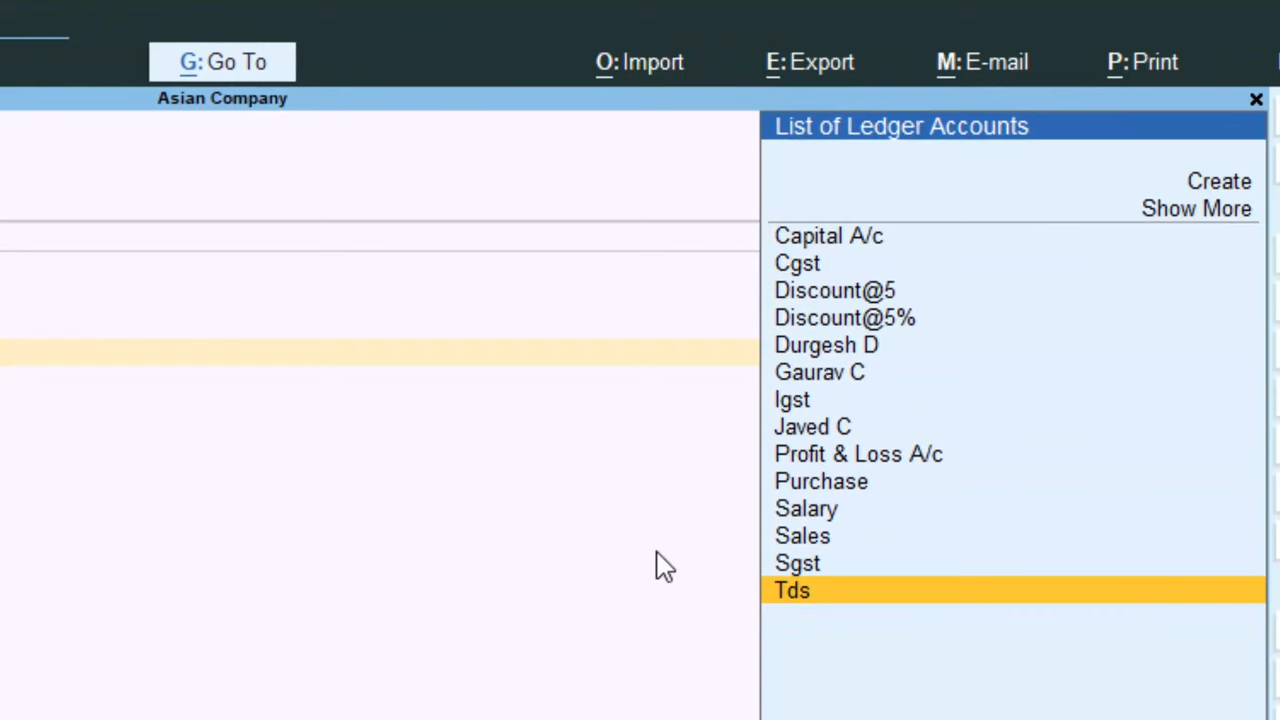 G: Go To
O: Import
E: Export
M: E-mail
P: Print
Asian Company
List of Ledger Accounts
Create
Show More
Capital A/c
Cgst
Discount@5
Discount@5%
Durgesh D
Gaurav C
Igst
Javed C
Profit & Loss A/c
Purchase
Salary
Sales
Sgst
Tds